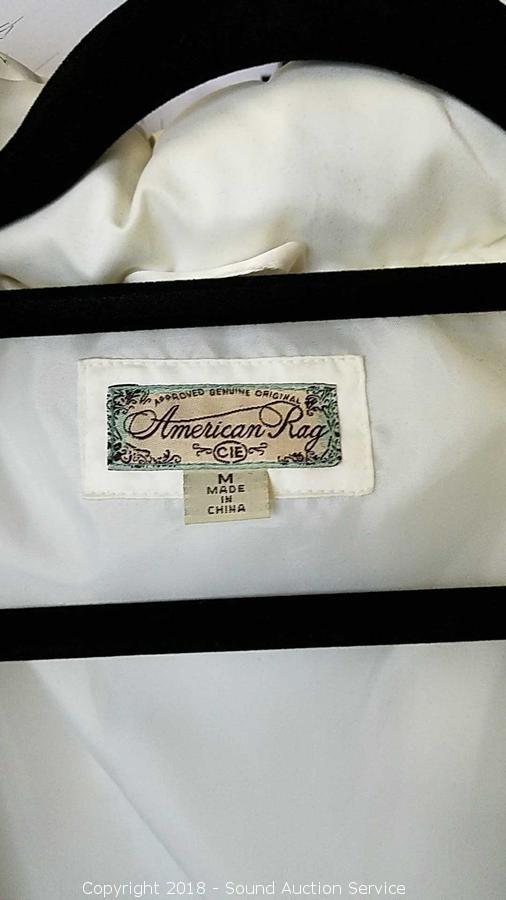 APPROVED GENUINE ORIGINAL
American Rag
CIE
M
MADE
IN
CHINA
Copyright 2018 - Sound Auction Service